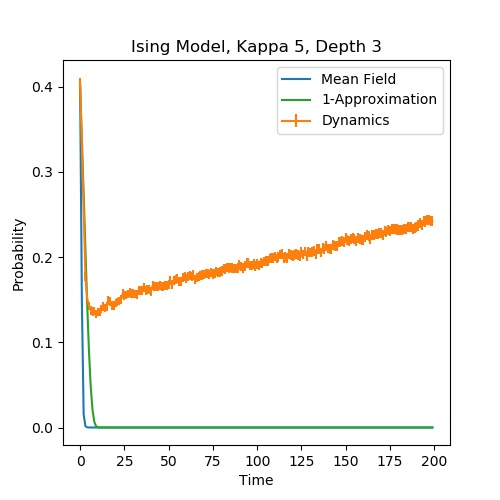 Ising Model, Kappa 5, Depth 3
Mean Field
1-Approximation
Dynamics
Probability
0.4
0.3
0.2
0.1
0.0
0 25 50 75 100 125 150 175 200
Time